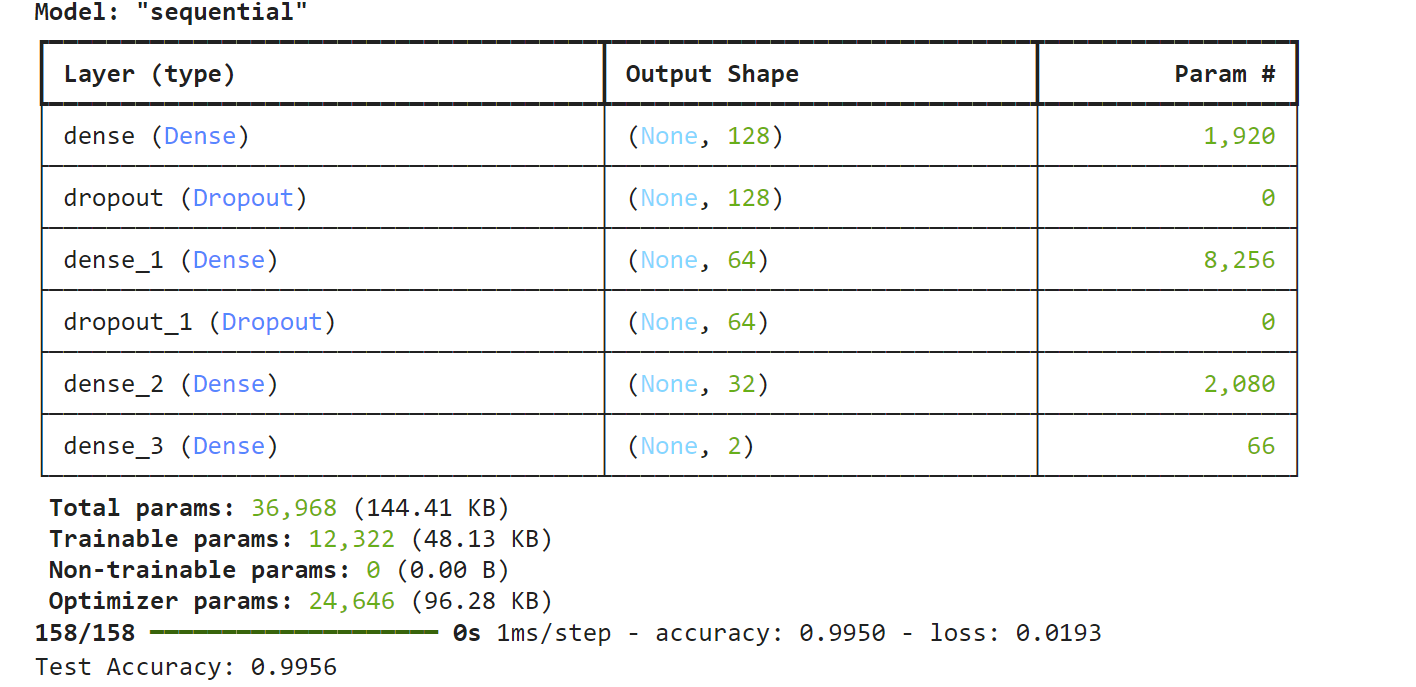 Model: "sequential"
Layer (type) Output Shape Param #
dense (Dense) (None, 128) 1,920
dropout (Dropout) (None, 128) 0
dense_1 (Dense) (None, 64) 8,256
dropout_1 (Dropout) (None, 64) 0
dense_2 (Dense) (None, 32) 2,080
dense_3 (Dense) (None, 2) 66
Total params: 36,968 (144.41 KB)
Trainable params: 12,322 (48.13 KB)
Non-trainable params: 0 (0.00 B)
Optimizer params: 24,646 (96.28 KB)
158/158 ━━━━━━━━━━━━━━━━━━━━ 0s 1ms/step - accuracy: 0.9950 - loss: 0.0193
Test Accuracy: 0.9956